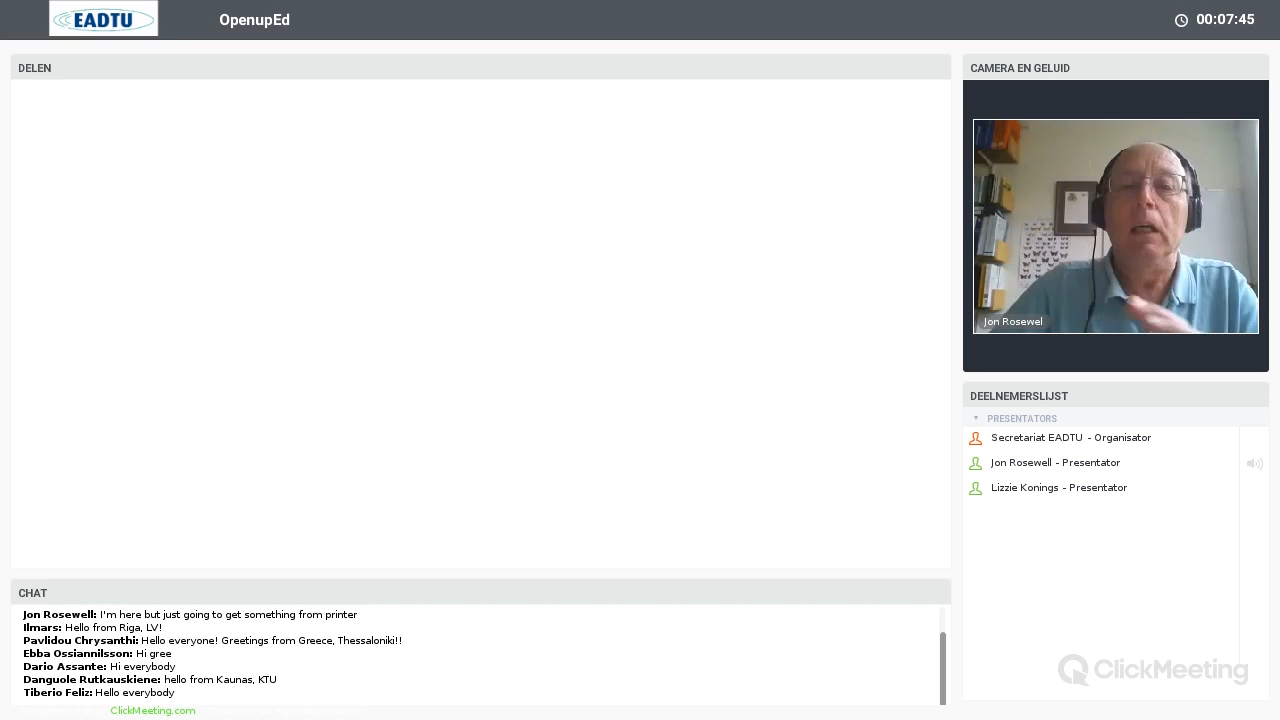 EADTU
OpenupEd
00:07:45
DELEN
CAMERA EN GELUID
Jon Rosewel
DEELNEMERSLIJST
PRESENTATORS
Secretariat EADTU - Organisator
Jon Rosewell - Presentator
Lizzie Konings - Presentator
ClickMeeting
CHAT
Jon Rosewell: I'm here but just going to get something from printer
Ilmars: Hello from Riga, LV!
Pavlidou Chrysanthi: Hello everyone! Greetings from Greece, Thessaloniki!!
Ebba Ossiannilsson: Hi gree
Dario Assante: Hi everybody
Danguole Rutkauskiene: hello from Kaunas, KTU
Tiberio Feliz: Hello everybody
ClickMeeting.com